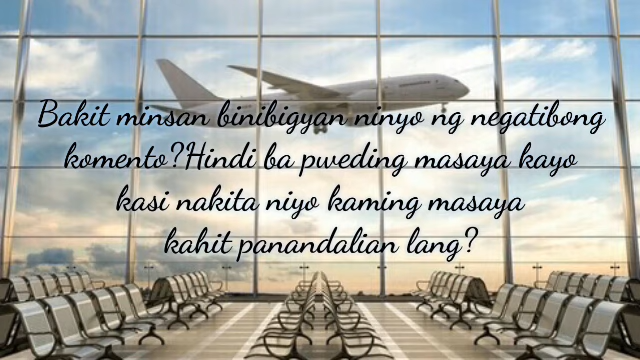 Bakit minsan binibigyan ninyo ng negatibong
komento?Hindi ba pweding masaya kayo
kasi nakita niyo kaming masaya
kahit panandalian lang?